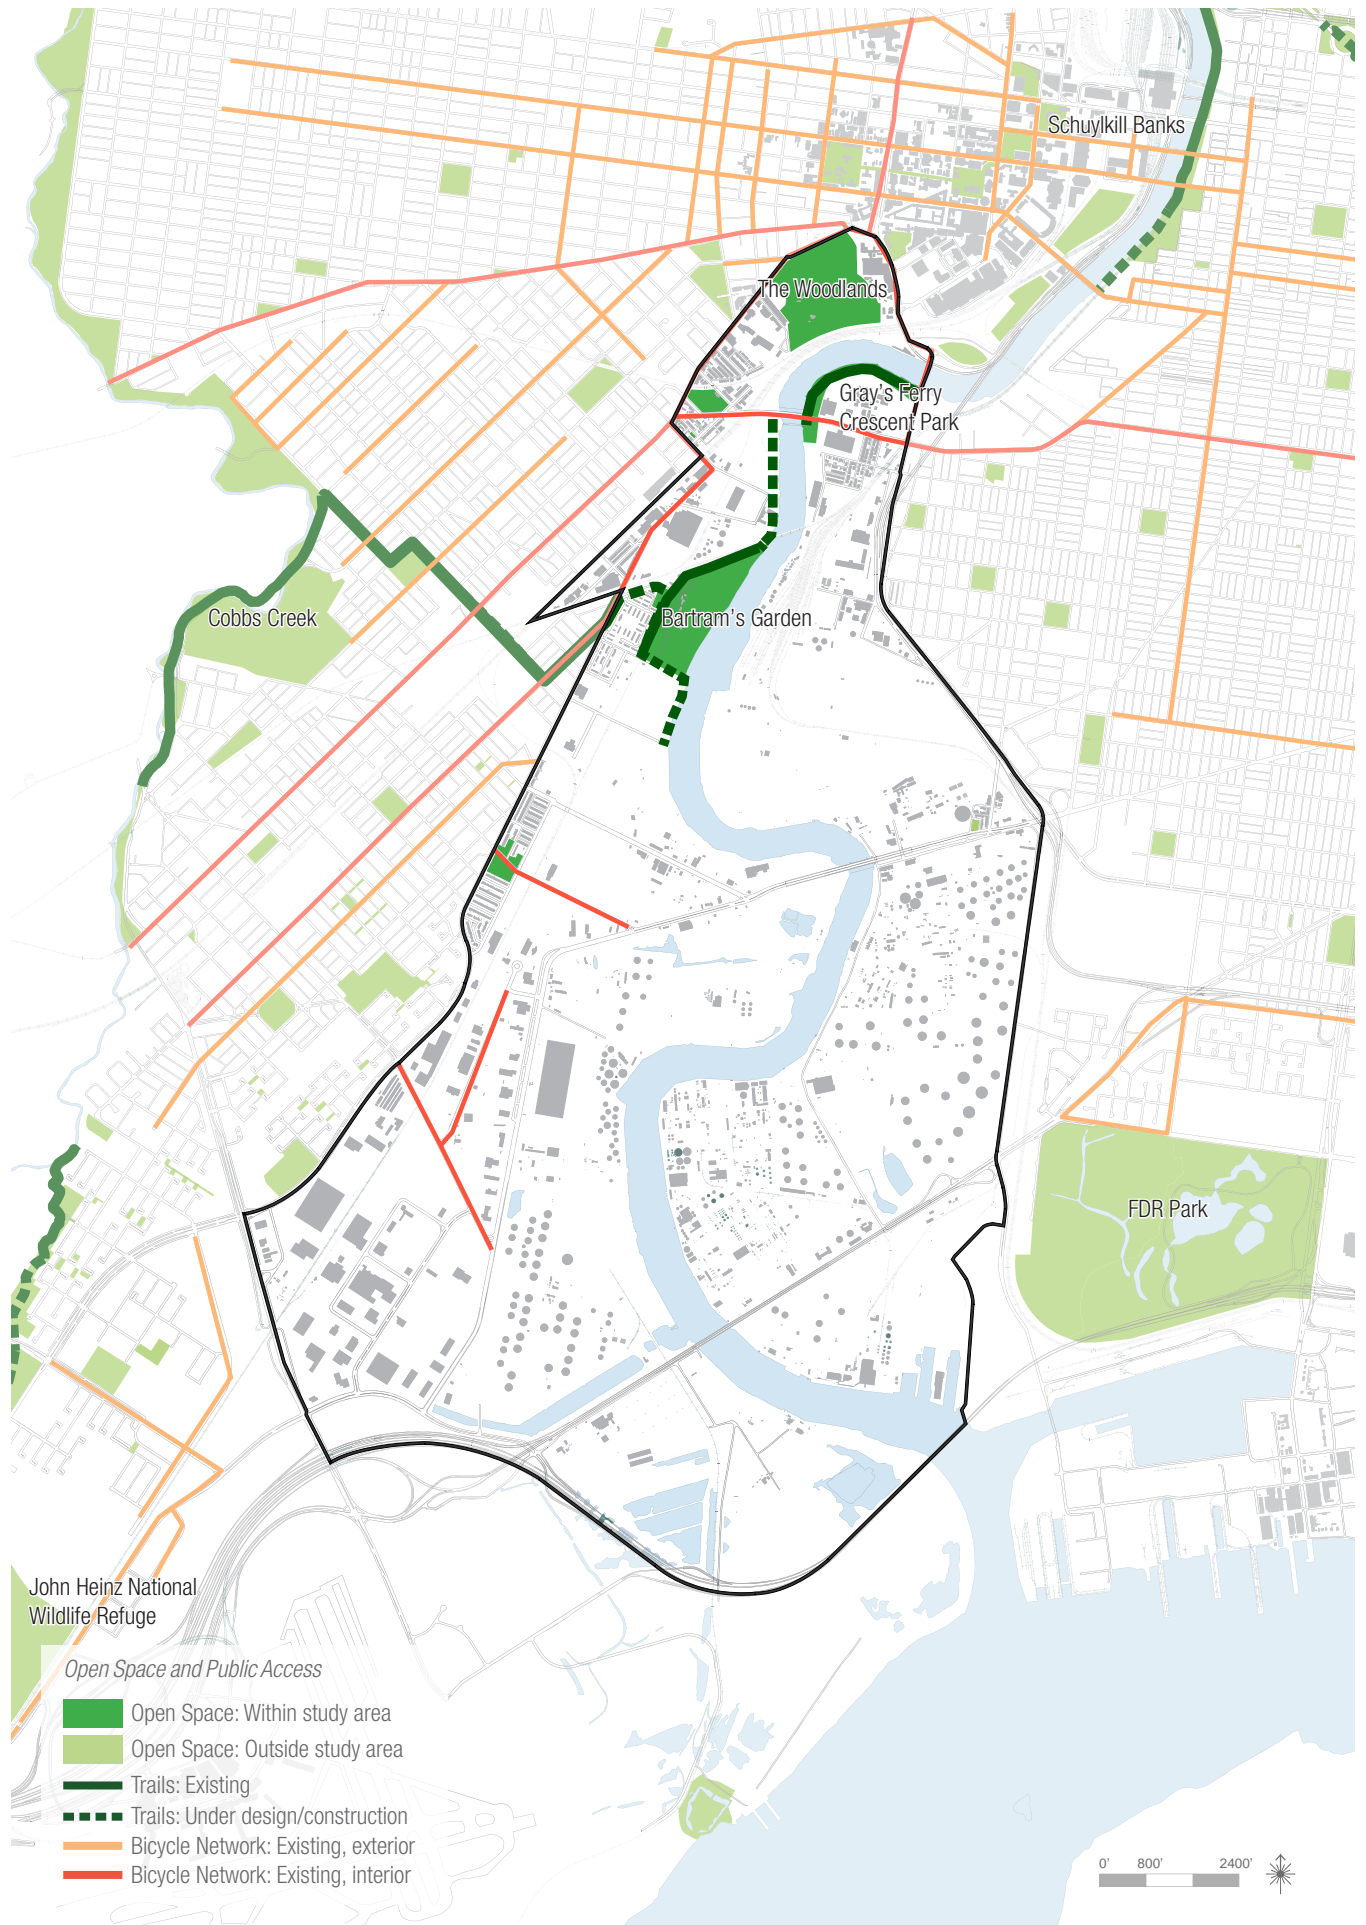 Schuylkill Banks
The Woodlands
Gray's Ferry
Crescent Park
Cobbs Creek
Bartram's Garden
FDR Park
John Heinz National
Wildlife Refuge
Open Space and Public Access
Open Space: Within study area
Open Space: Outside study area
Trails: Existing
Trails: Under design/construction
Bicycle Network: Existing, exterior
Bicycle Network: Existing, interior
0' 800' 2400'